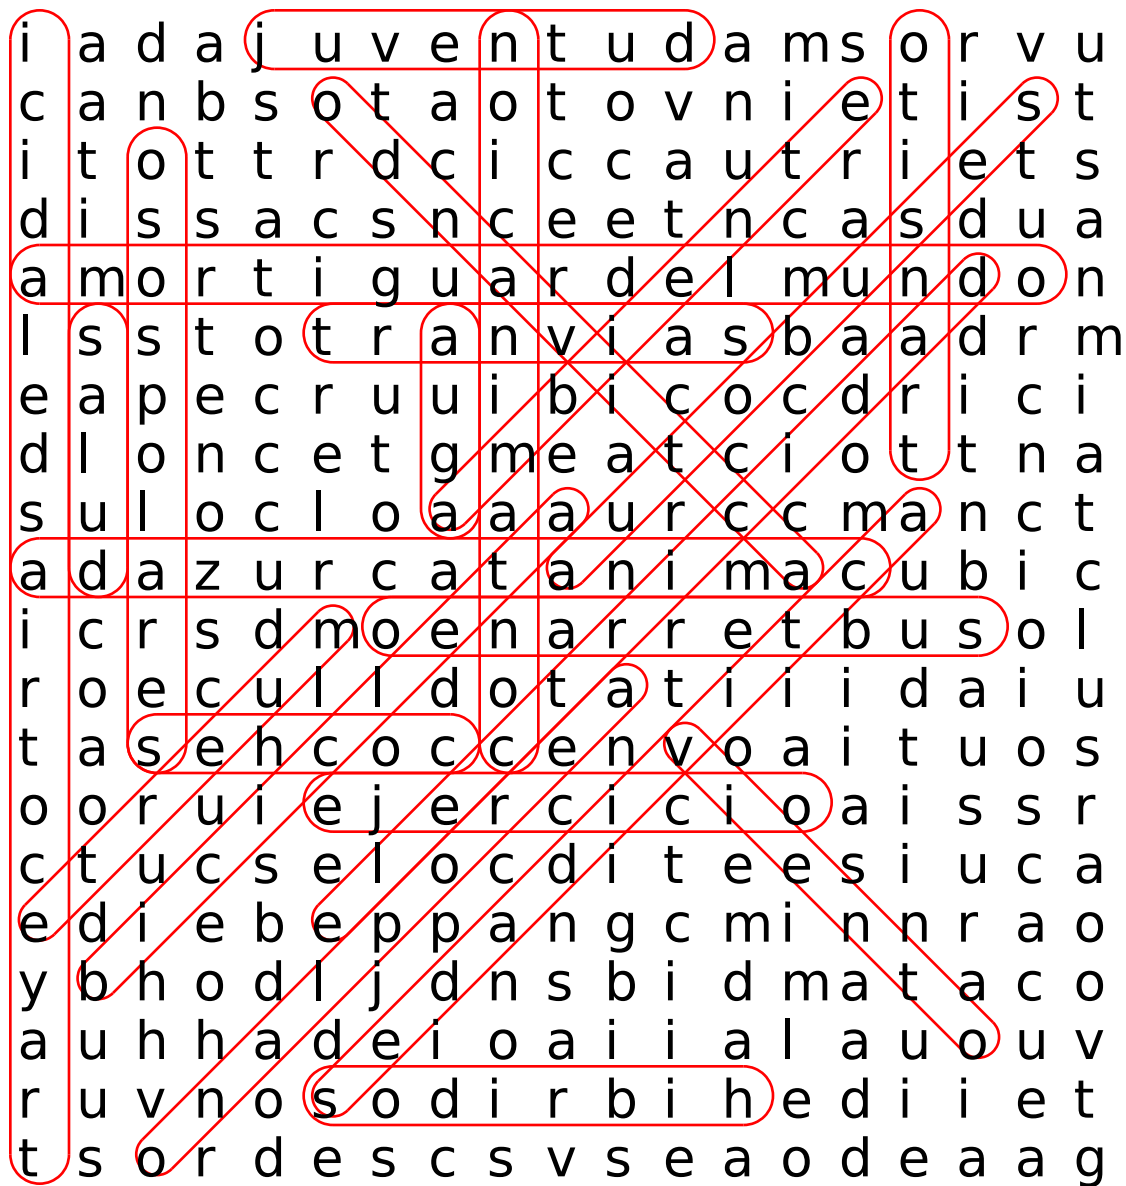 i a d a j u v e n t u d a m s o r v u
c a n b s o t a o t o v n i e t i s t
i t o t t r d c i c c a u t r i e t s
d i s s a c s n c e e t n c a s d u a
a m o r t i g u a r d e l m u n d o n
l s s t o t r a n v i a s b a a d r m
e a p e c r u u i b i c o c d r i c i
d l o n c e t g m e a t c i o t t n a
s u l o c l o a a a u r c c m a n c t
a d a z u r c a t a n i m a c u b i c
i c r s d m o e n a r r e t b u s o l
r o e c u l l d o t a t i i i d a i u
t a s e h c o c c e n v o a i t u o s
o o r u i e j e r c i c i o a i s s r
c t u c s e l o c d i t e e s i u c a
e d i e b e p p a n g c m i n n r a o
y b h o d l j d n s b i d m a t a c o
a u h h a d e i o a i i a l a u o u v
r u v n o s o d i r b i h e d i i e t
t s o r d e s c s v s e a o d e a a g